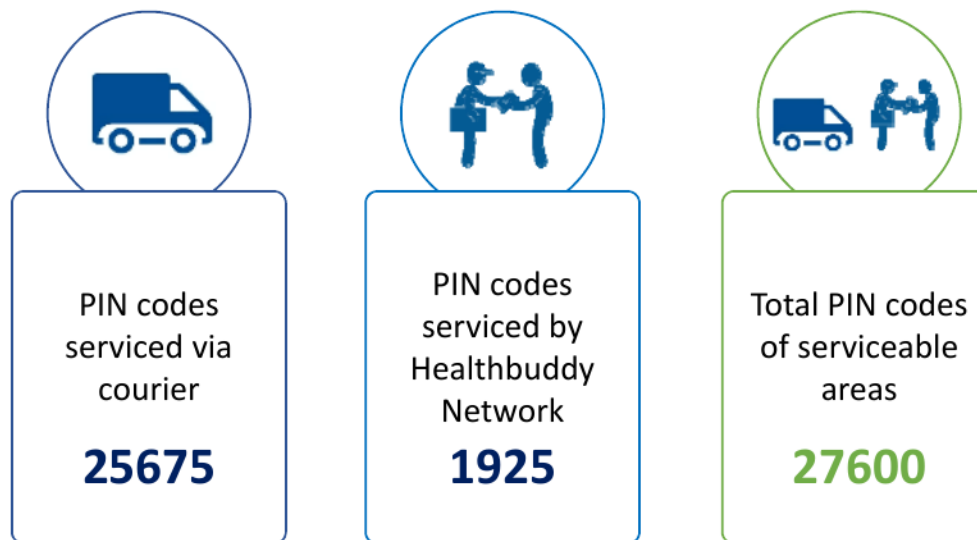 PIN codes
serviced via
courier
25675
PIN codes
serviced by
Healthbuddy
Network
1925
Total PIN codes
of serviceable
areas
27600